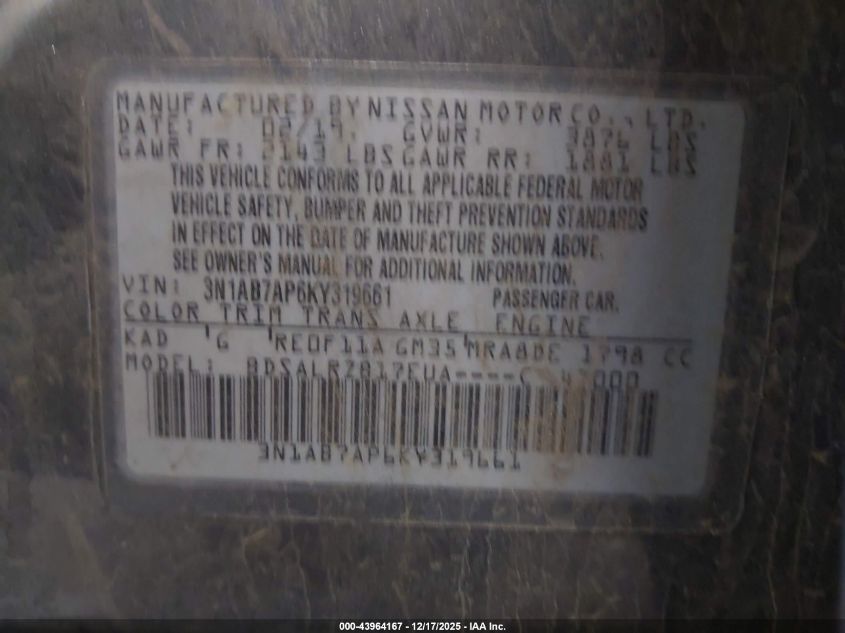 MANUFACTURED BY NISSAN MOTOR CO., LTD.
DATE: 02/19. GVWR: 3876 LBS
GAWR FR: 2143 LBS GAWR RR: 1881 LBS
THIS VEHICLE CONFORMS TO ALL APPLICABLE FEDERAL MOTOR
VEHICLE SAFETY, BUMPER AND THEFT PREVENTION STANDARDS
IN EFFECT ON THE DATE OF MANUFACTURE SHOWN ABOVE.
SEE OWNER'S MANUAL FOR ADDITIONAL INFORMATION.
VIN: 3N1AB7AP6KY319661 PASSENGER CAR.
COLOR TRIM TRANS AXLE ENGINE
KAD 'G 'RE0F11A GM35'MRA8DE 1798 CC
MODEL: BDSALRZB17EUA----
3N1AB7AP6KY319661
000-43964167 – 12/17/2025 – IAA Inc.